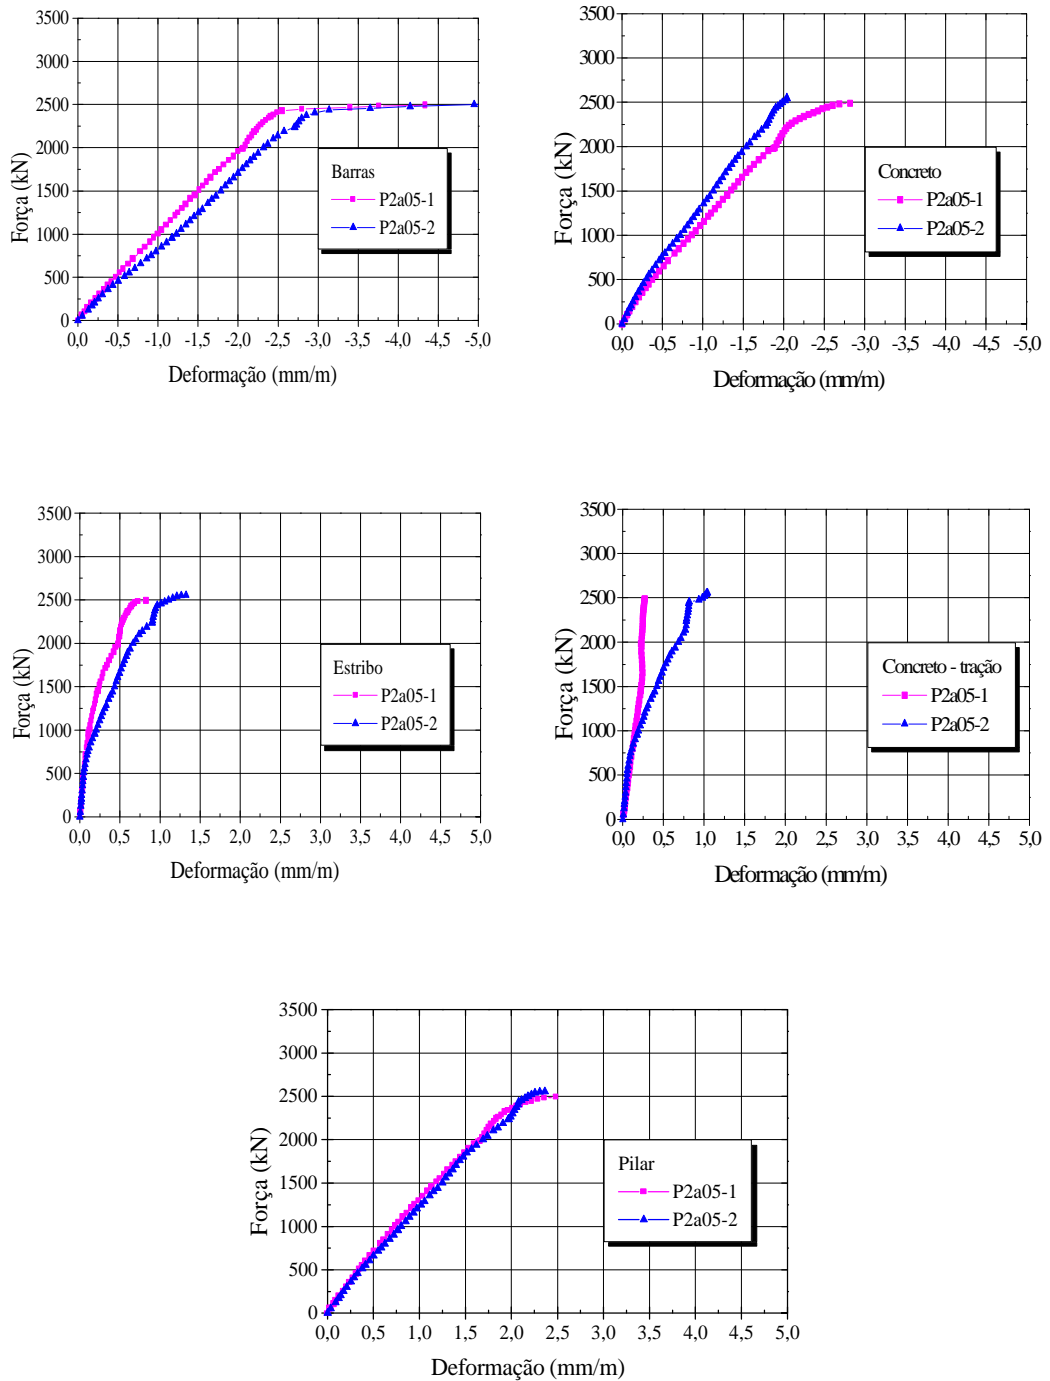 3500
3000
2500
2000
1500
1000
500
0
Força (kN)
Barras
P2a05-1
P2a05-2
0,0 -0,5 -1,0 -1,5 -2,0 -2,5 -3,0 -3,5 -4,0 -4,5 -5,0
Deformação (mm/m)
3500
3000
2500
2000
1500
1000
500
0
Força (kN)
Concreto
P2a05-1
P2a05-2
0,0 -0,5 -1,0 -1,5 -2,0 -2,5 -3,0 -3,5 -4,0 -4,5 -5,0
Deformação (mm/m)
3500
3000
2500
2000
1500
1000
500
0
Força (kN)
Estribo
P2a05-1
P2a05-2
0,0 0,5 1,0 1,5 2,0 2,5 3,0 3,5 4,0 4,5 5,0
Deformação (mm/m)
3500
3000
2500
2000
1500
1000
500
0
Força (kN)
Concreto - tração
P2a05-1
P2a05-2
0,0 0,5 1,0 1,5 2,0 2,5 3,0 3,5 4,0 4,5 5,0
Deformação (mm/m)
3500
3000
2500
2000
1500
1000
500
0
Força (kN)
Pilar
P2a05-1
P2a05-2
0,0 0,5 1,0 1,5 2,0 2,5 3,0 3,5 4,0 4,5 5,0
Deformação (mm/m)